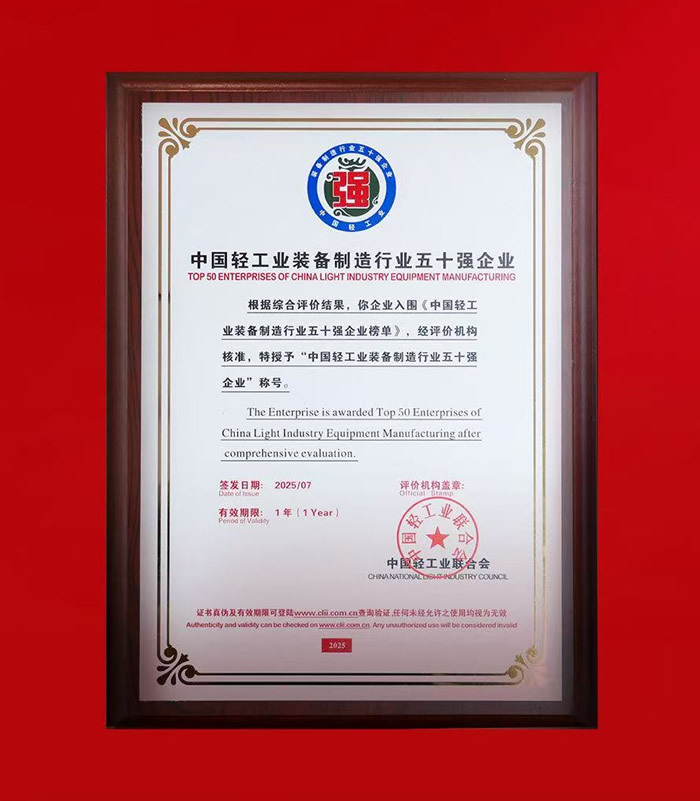 装备制造行业五十强企业
强
中国轻工业
中国轻工业装备制造行业五十强企业
TOP 50 ENTERPRISES OF CHINA LIGHT INDUSTRY EQUIPMENT MANUFACTURING
根据综合评价结果，你企业入围《中国轻工
业装备制造行业五十强企业榜单》，经评价机构
核准，特授予“中国轻工业装备制造行业五十强
企业”称号。
The Enterprise is awarded Top 50 Enterprises of
China Light Industry Equipment Manufacturing after
comprehensive evaluation.
签发日期： 2025/07
Date of Issue
有效期限： 1 年（1 Year）
Period of Validity
评价机构盖章：
Official Stamp
中国轻工业联合会
中国轻工业联合会
CHINA NATIONAL LIGHT INDUSTRY COUNCIL
证书真伪及有效期限可登陆www.clii.com.cn查询验证,任何未经允许之使用均视为无效
Authenticity and validity can be checked on www.clii.com.cn. Any unauthorized use will be considered invalid
2025